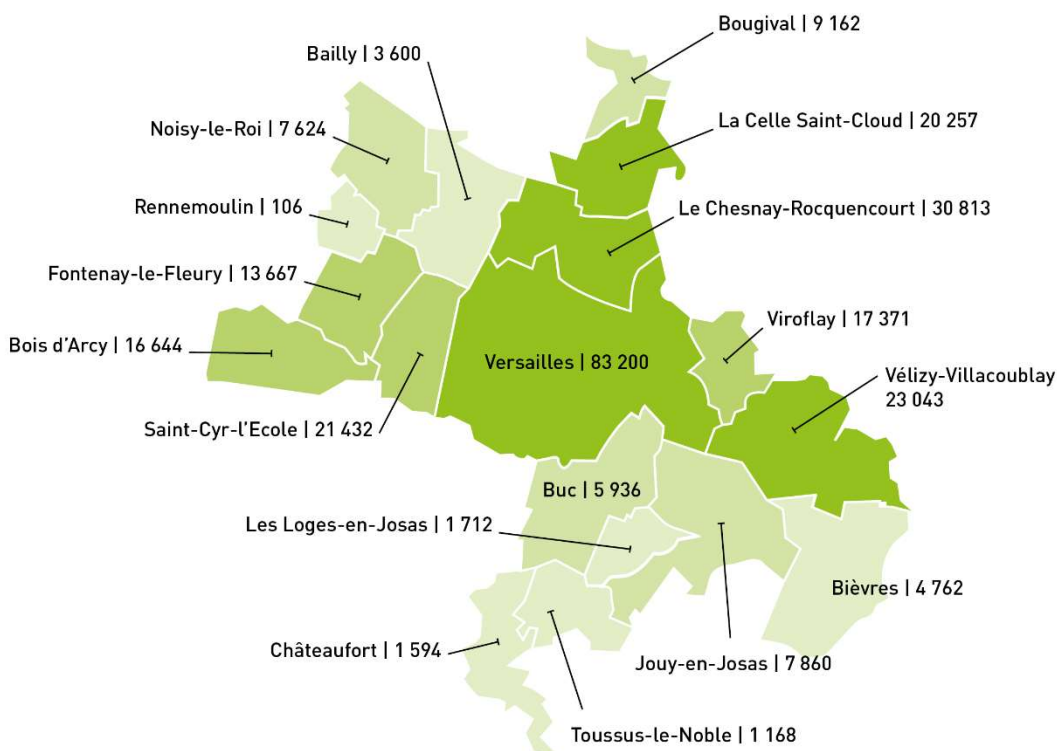 Bougival | 9 162
Bailly | 3 600
La Celle Saint-Cloud | 20 257
Noisy-le-Roi | 7 624
Rennemoulin | 106
Le Chesnay-Rocquencourt | 30 813
Fontenay-le-Fleury | 13 667
Viroflay | 17 371
Bois d'Arcy | 16 644
Versailles | 83 200
Vélizy-Villacoublay
23 043
Saint-Cyr-l'Ecole | 21 432
Buc | 5 936
Les Loges-en-Josas | 1 712
Bièvres | 4 762
Châteaufort | 1 594
Jouy-en-Josas | 7 860
Toussus-le-Noble | 1 168